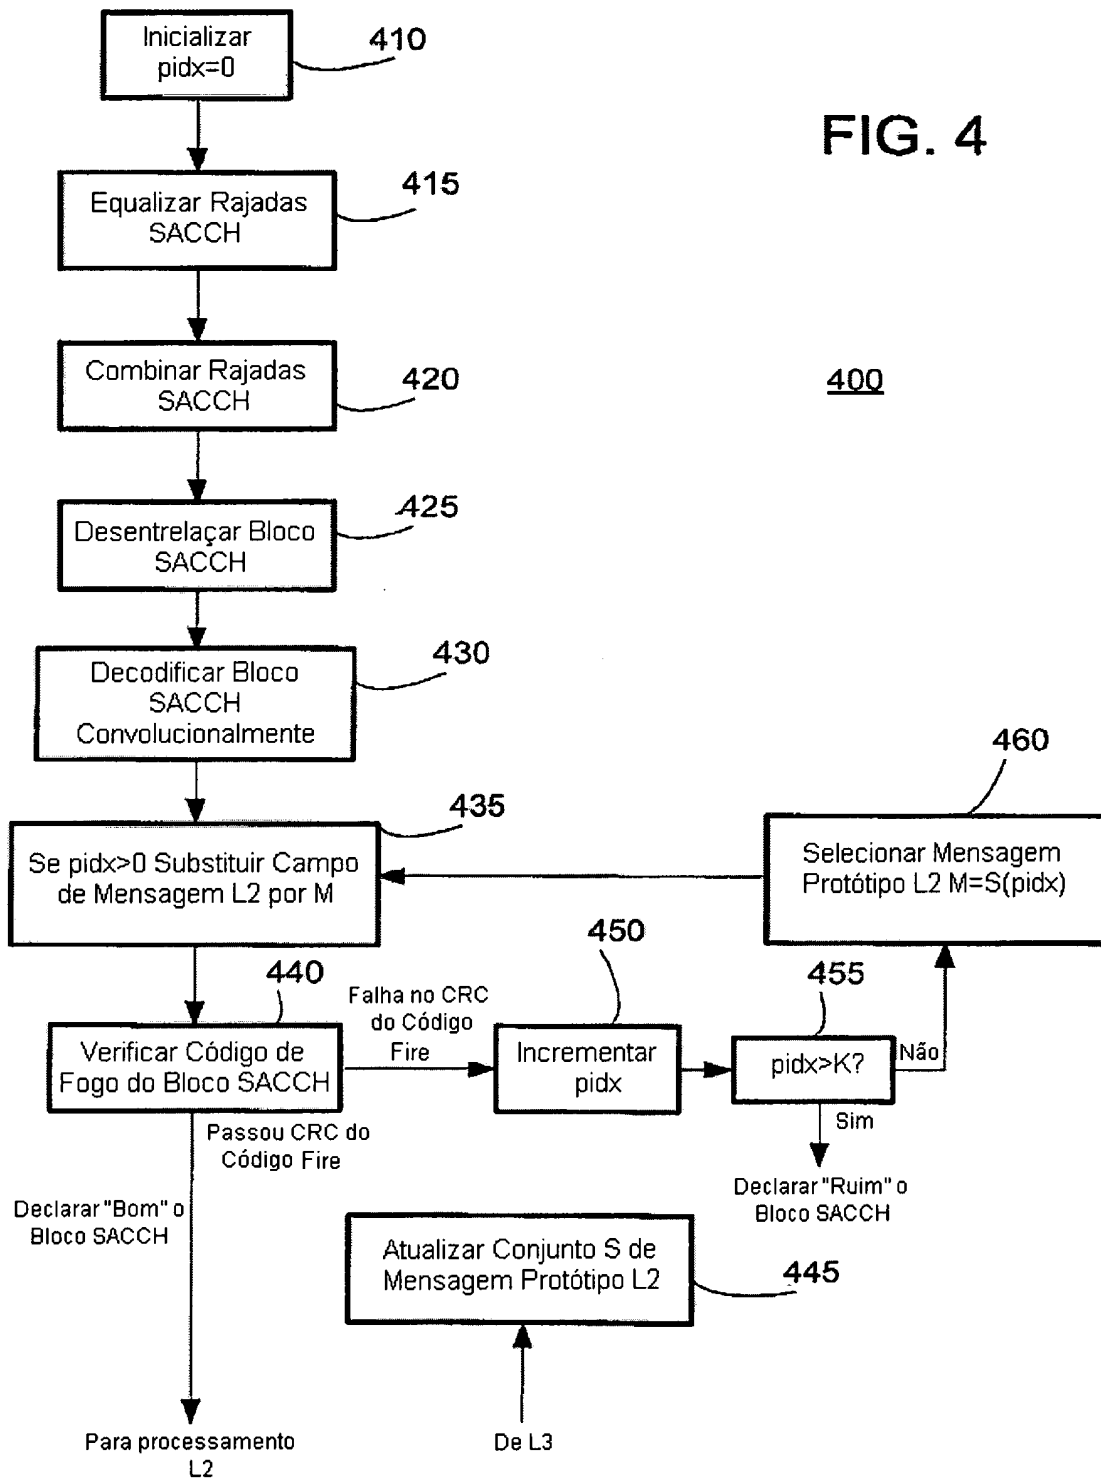 Inicializar
pidx=0
410
FIG. 4
Equalizar Rajadas
SACCH
415
Combinar Rajadas
SACCH
420
400
Desentrelaçar Bloco
SACCH
425
Decodificar Bloco
SACCH
Convolucionalmente
430
460
435
Se pidx>0 Substituir Campo
de Mensagem L2 por M
Selecionar Mensagem
Protótipo L2 M=S(pidx)
440
Verificar Código de
Fogo do Bloco SACCH
Falha no CRC
do Código
Fire
450
Incrementar
pidx
455
pidx>K?
Não
Sim
Passou CRC do
Código Fire
Declarar "Bom" o
Bloco SACCH
Declarar "Ruim" o
Bloco SACCH
Atualizar Conjunto S de
Mensagem Protótipo L2
445
Para processamento
L2
De L3